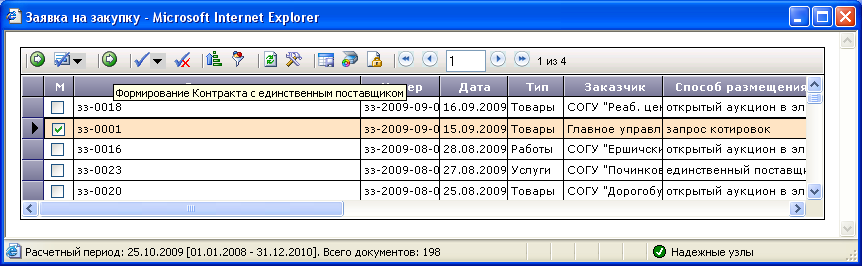 Заявка на закупку - Microsoft Internet Explorer
1 1 из 4
М Номер Дата Тип Заказчик Способ размещения
Формирование Контракта с единственным поставщиком
зз-0018 зз-2009-09-0 16.09.2009 Товары СОГУ "Реаб. цен открытый аукцион в эл
зз-0001 зз-2009-09-0 15.09.2009 Товары Главное управл запрос котировок
зз-0016 зз-2009-08-0 28.08.2009 Работы СОГУ "Ершичски открытый аукцион в эл
зз-0023 зз-2009-08-0 27.08.2009 Услуги СОГУ "Починков единственный поставщи
зз-0020 зз-2009-08-0 25.08.2009 Товары СОГУ "Дорогобу открытый аукцион в эл
Расчетный период: 25.10.2009 [01.01.2008 - 31.12.2010]. Всего документов: 198 Надежные узлы